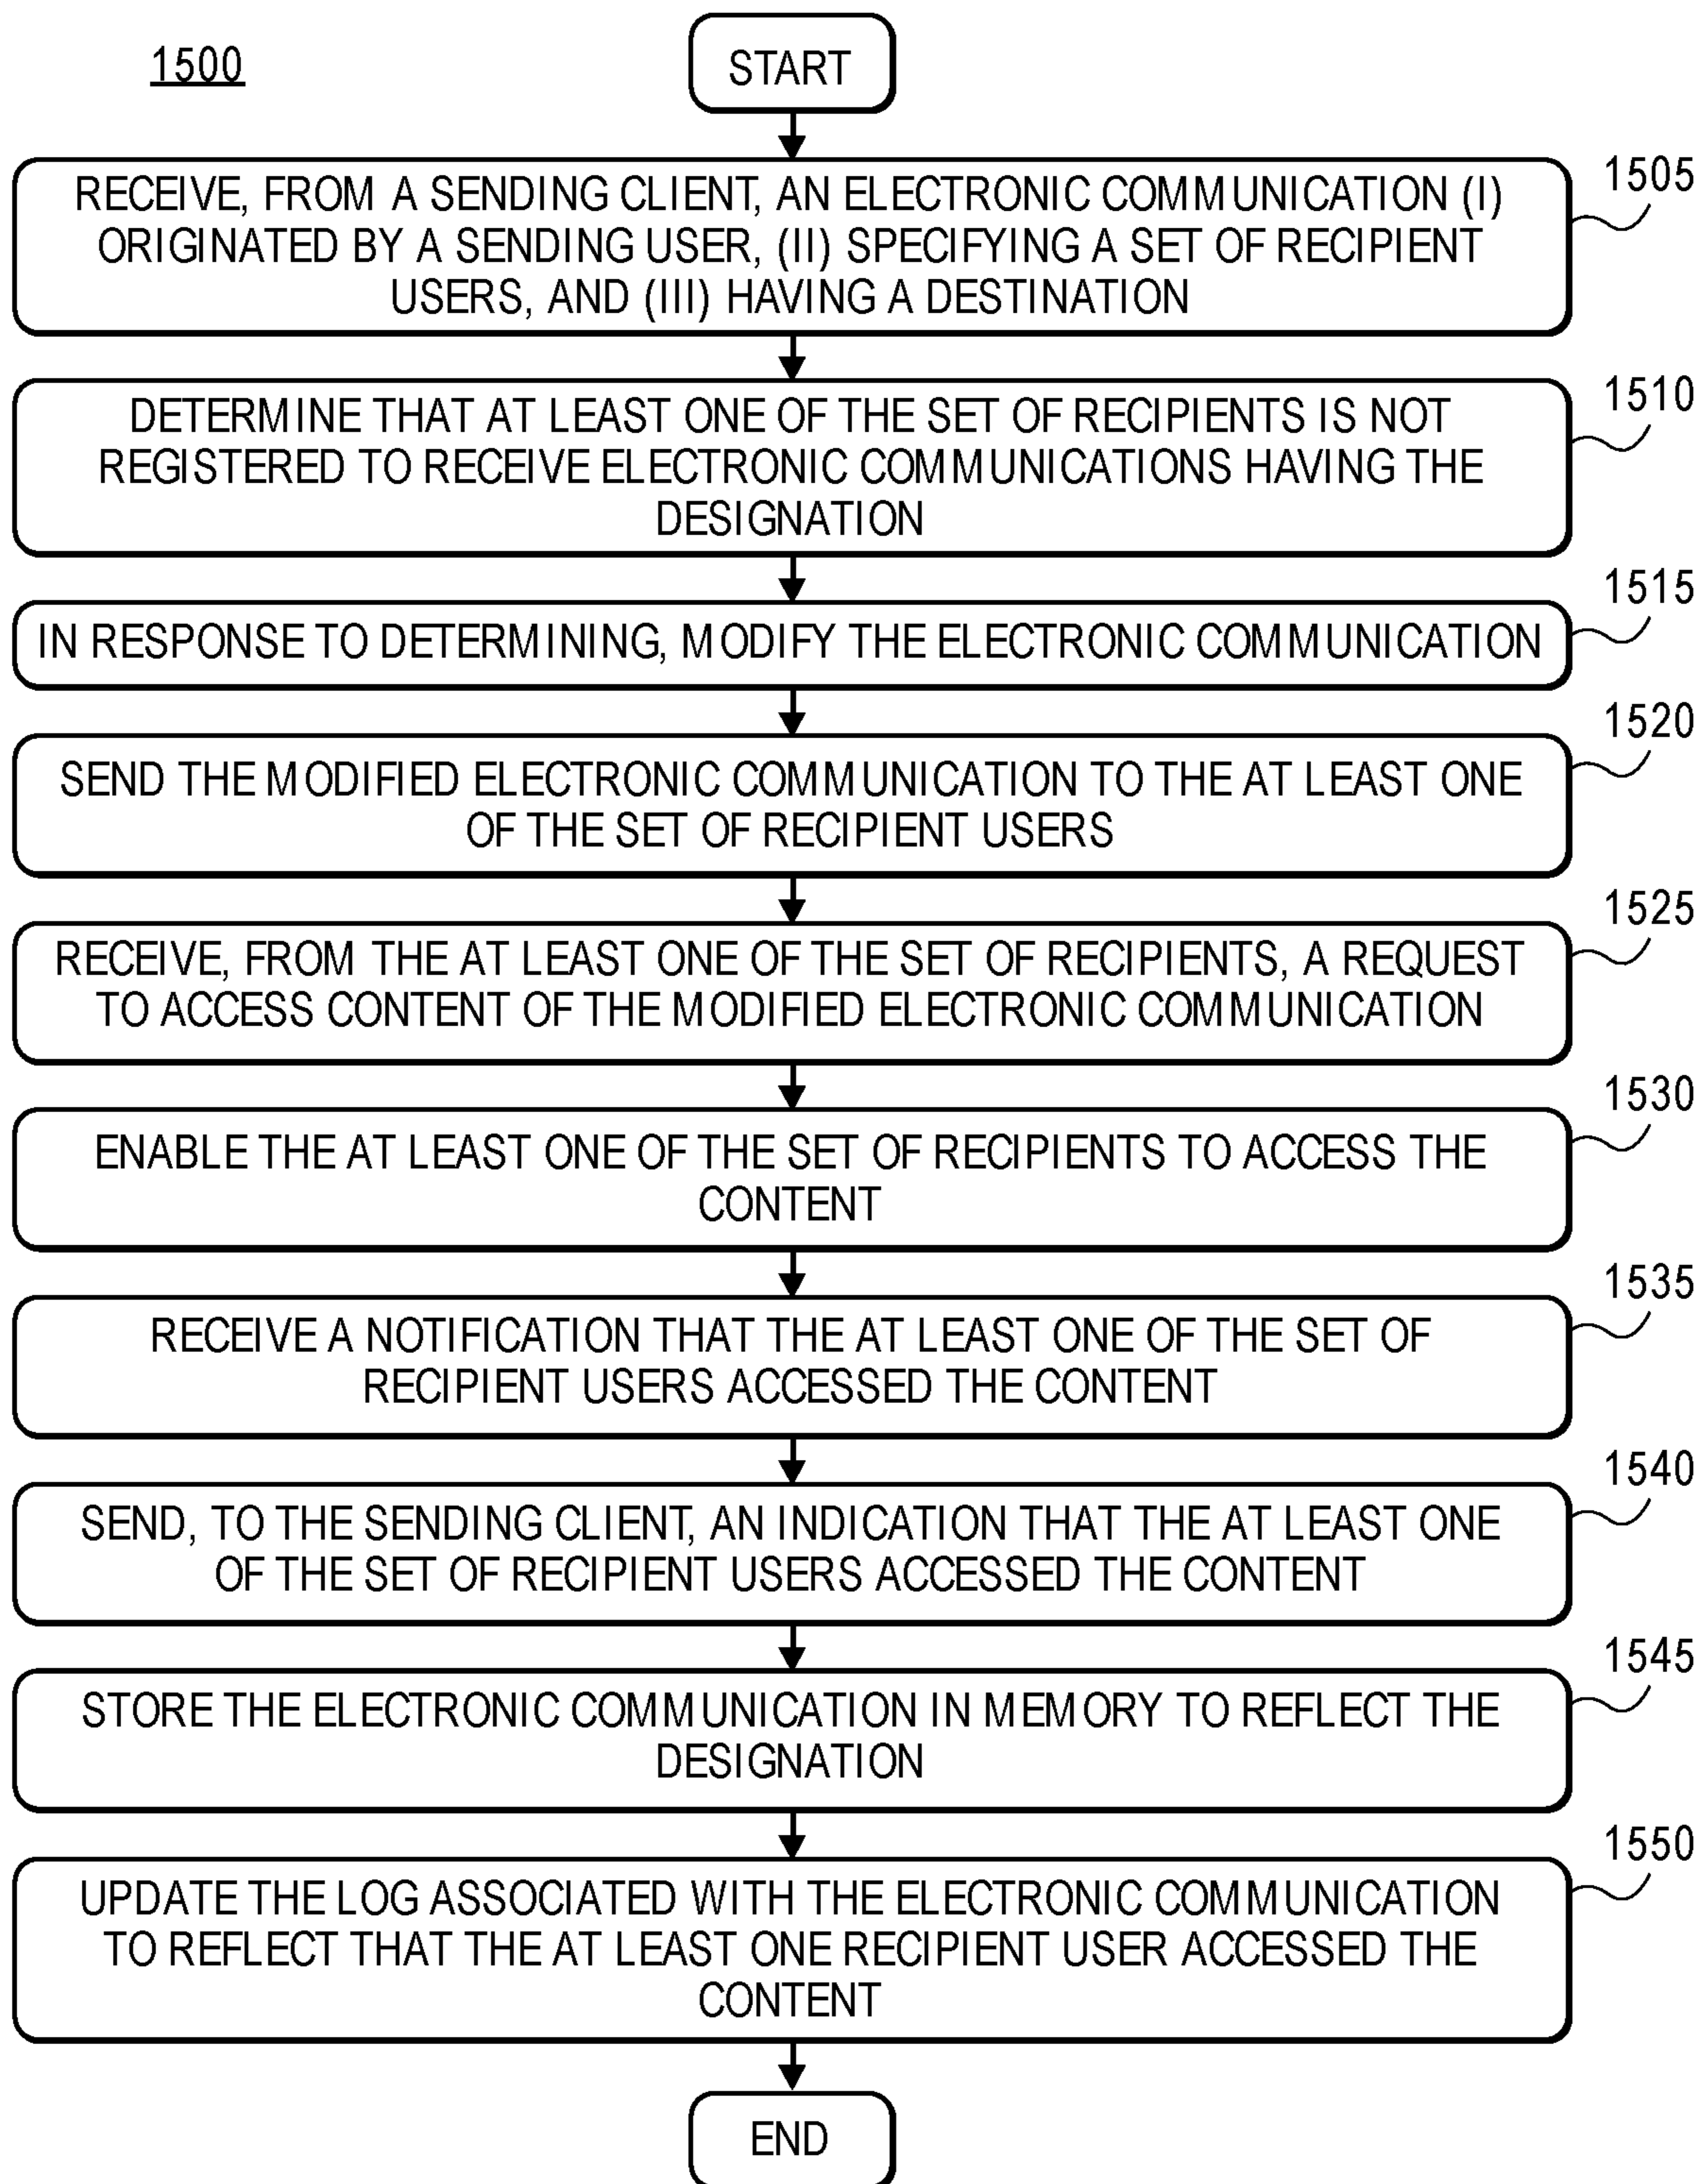 1500
START
RECEIVE, FROM A SENDING CLIENT, AN ELECTRONIC COMMUNICATION (I)
ORIGINATED BY A SENDING USER, (II) SPECIFYING A SET OF RECIPIENT
USERS, AND (III) HAVING A DESTINATION
1505
DETERMINE THAT AT LEAST ONE OF THE SET OF RECIPIENTS IS NOT
REGISTERED TO RECEIVE ELECTRONIC COMMUNICATIONS HAVING THE
DESIGNATION
1510
IN RESPONSE TO DETERMINING, MODIFY THE ELECTRONIC COMMUNICATION
1515
SEND THE MODIFIED ELECTRONIC COMMUNICATION TO THE AT LEAST ONE
OF THE SET OF RECIPIENT USERS
1520
RECEIVE, FROM THE AT LEAST ONE OF THE SET OF RECIPIENTS, A REQUEST
TO ACCESS CONTENT OF THE MODIFIED ELECTRONIC COMMUNICATION
1525
ENABLE THE AT LEAST ONE OF THE SET OF RECIPIENTS TO ACCESS THE
CONTENT
1530
RECEIVE A NOTIFICATION THAT THE AT LEAST ONE OF THE SET OF
RECIPIENT USERS ACCESSED THE CONTENT
1535
SEND, TO THE SENDING CLIENT, AN INDICATION THAT THE AT LEAST ONE
OF THE SET OF RECIPIENT USERS ACCESSED THE CONTENT
1540
STORE THE ELECTRONIC COMMUNICATION IN MEMORY TO REFLECT THE
DESIGNATION
1545
UPDATE THE LOG ASSOCIATED WITH THE ELECTRONIC COMMUNICATION
TO REFLECT THAT THE AT LEAST ONE RECIPIENT USER ACCESSED THE
CONTENT
1550
END